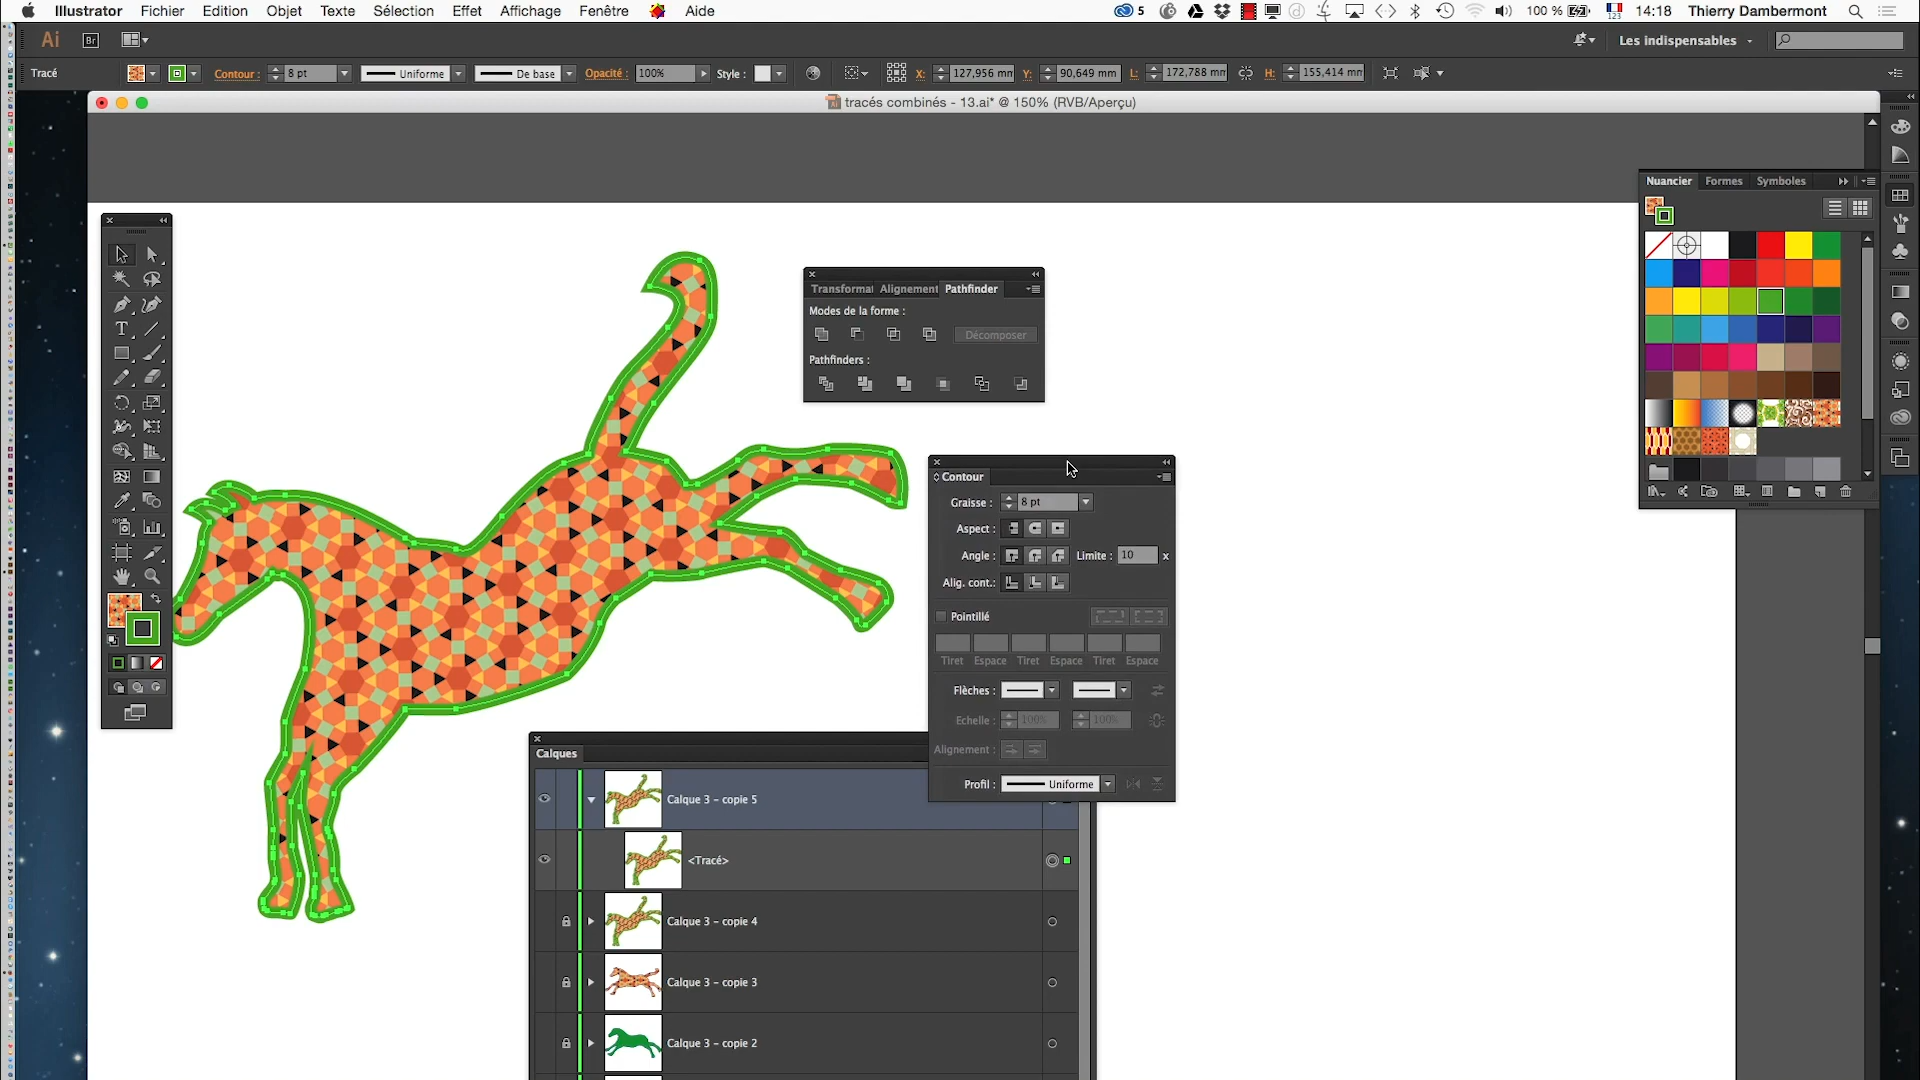 Illustrator Fichier Edition Objet Texte Sélection Effet Affichage Fenêtre Aide 5 100 % 123 14:18 Thierry Dambermont
Ai Br Les indispensables
Tracé Contour : 8 pt Uniforme De base Opacité : 100% Style : X: 127,956 mm Y: 90,649 mm L: 172,788 mm H: 155,414 mm
tracés combinés - 13.ai* @ 150% (RVB/Aperçu)
Nuancier Formes Symboles
Transformat Alignement Pathfinder
Modes de la forme :
Décomposer
Pathfinders :
Contour
Graisse : 8 pt
Aspect :
Angle : Limite : 10 x
Alig. cont.:
Pointillé
Tiret Espace Tiret Espace Tiret Espace
Flèches :
Echelle : 100% 100%
Alignement :
Profil : Uniforme
Calques
Calque 3 - copie 5
<Tracé>
Calque 3 - copie 4
Calque 3 - copie 3
Calque 3 - copie 2